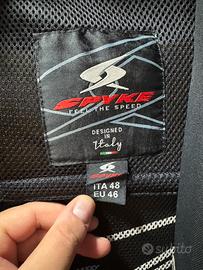 SPYKE
FEEL THE SPEED
DESIGNED IN
Italy
SPYKE
ITA 48
EU 46
subito